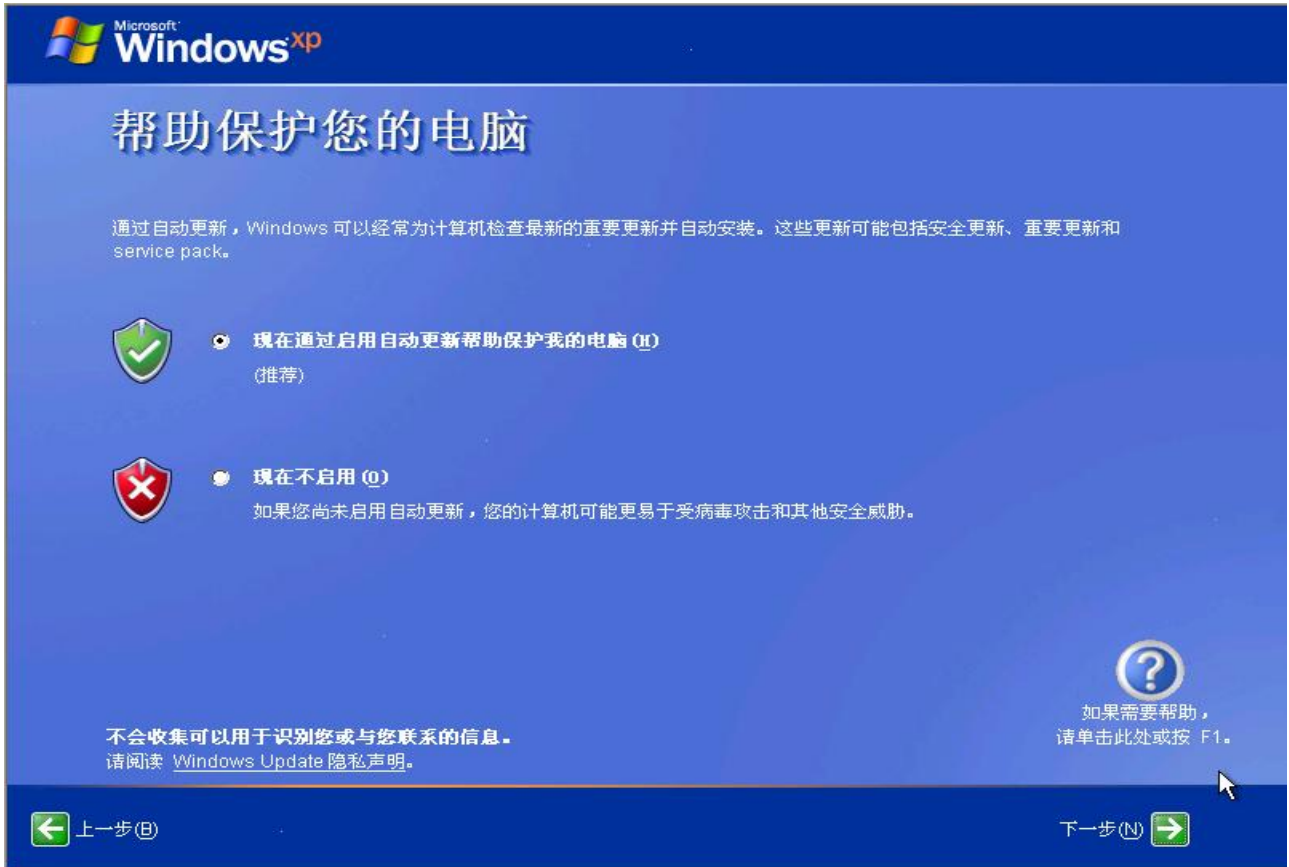 Microsoft
Windows xp
帮助保护您的电脑
通过自动更新，Windows 可以经常为计算机检查最新的重要更新并自动安装。这些更新可能包括安全更新、重要更新和
service pack。
现在通过启用自动更新帮助保护我的电脑(H)
(推荐)
现在不启用(O)
如果您尚未启用自动更新，您的计算机可能更易于受病毒攻击和其他安全威胁。
如果需要帮助，
请单击此处或按 F1。
不会收集可以用于识别您或与您联系的信息。
请阅读 Windows Update 隐私声明。
上一步(B)
下一步(N)